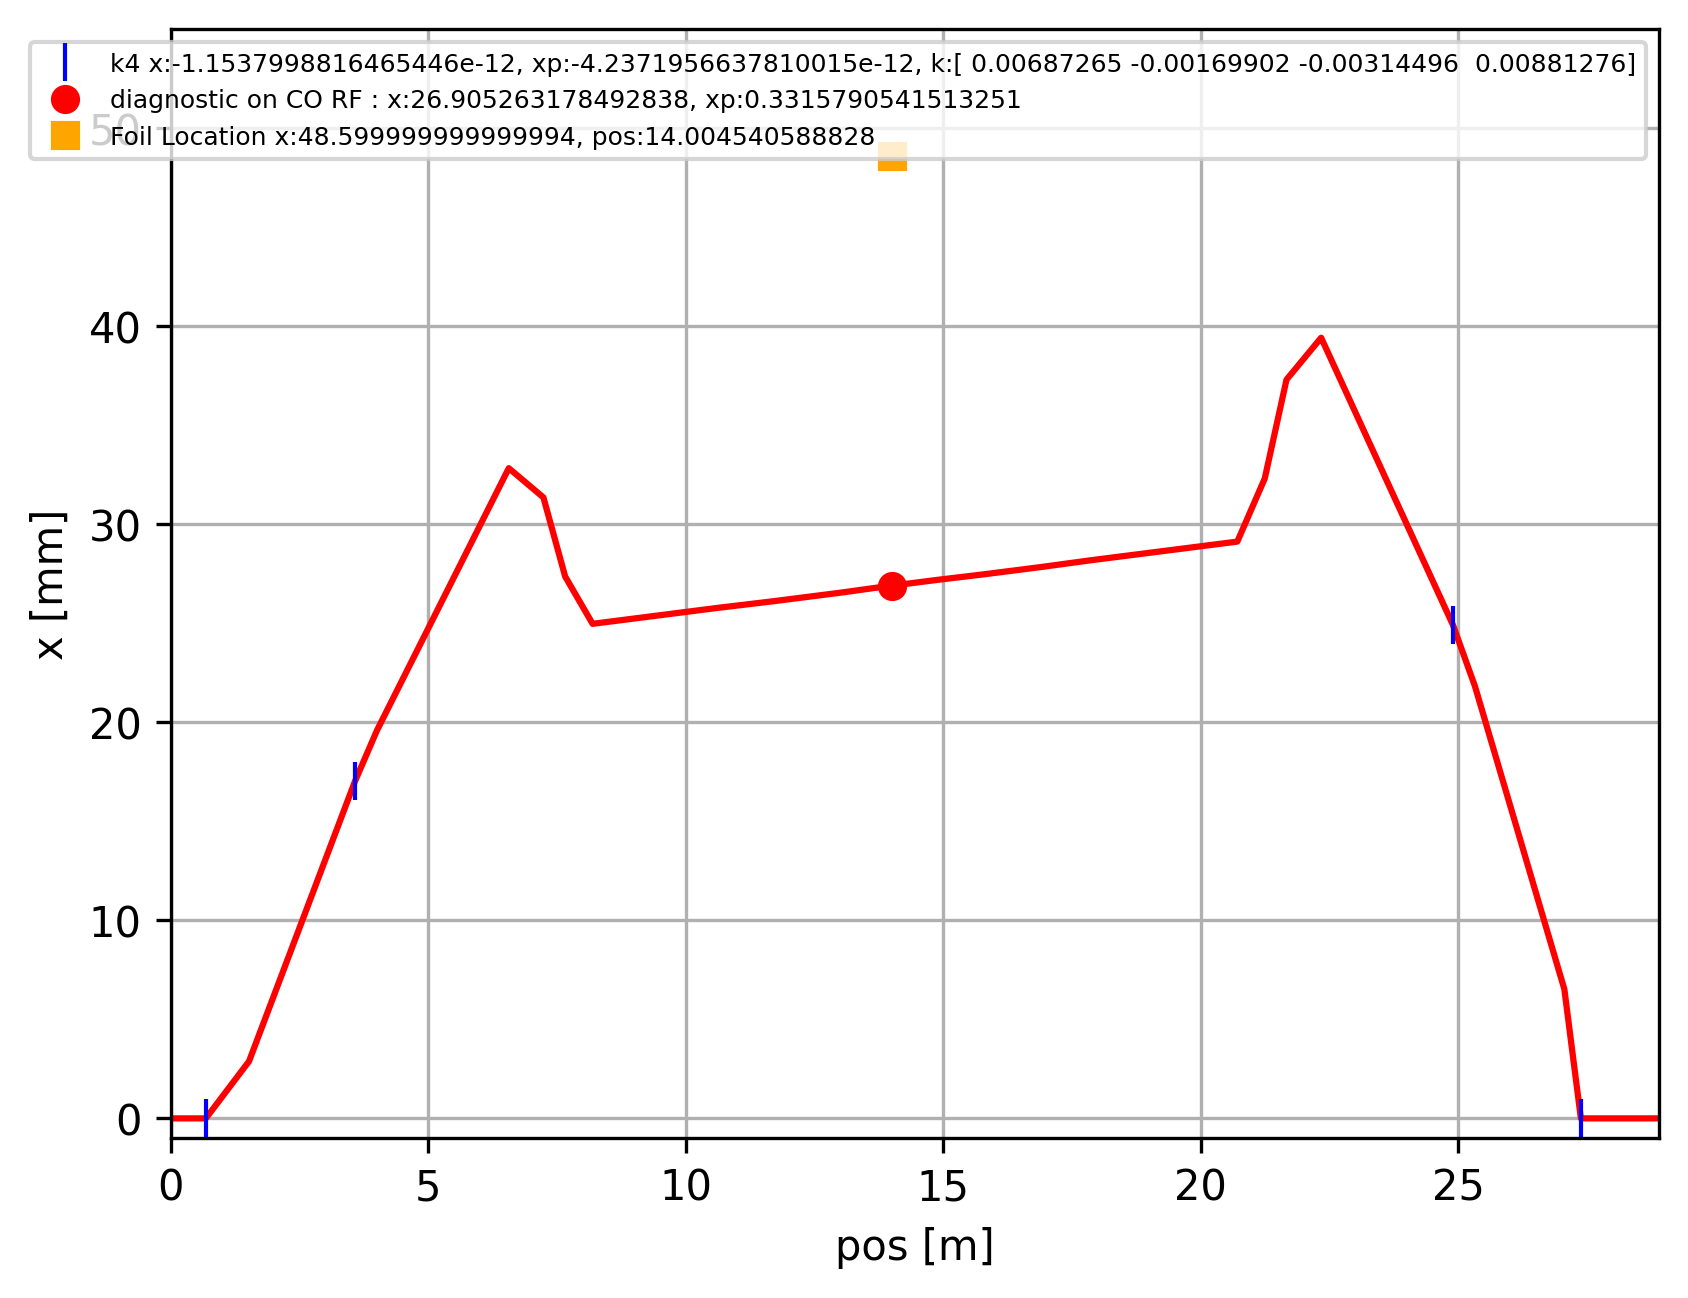 k4 x:-1.1537998816465446e-12, xp:-4.2371956637810015e-12, k:[ 0.00687265 -0.00169902 -0.00314496  0.00881276]
diagnostic on CO RF : x:26.905263178492838, xp:0.3315790541513251
Foil Location x:48.599999999999994, pos:14.004540588828
50
40
30
20
10
0
x [mm]
0 5 10 15 20 25
pos [m]